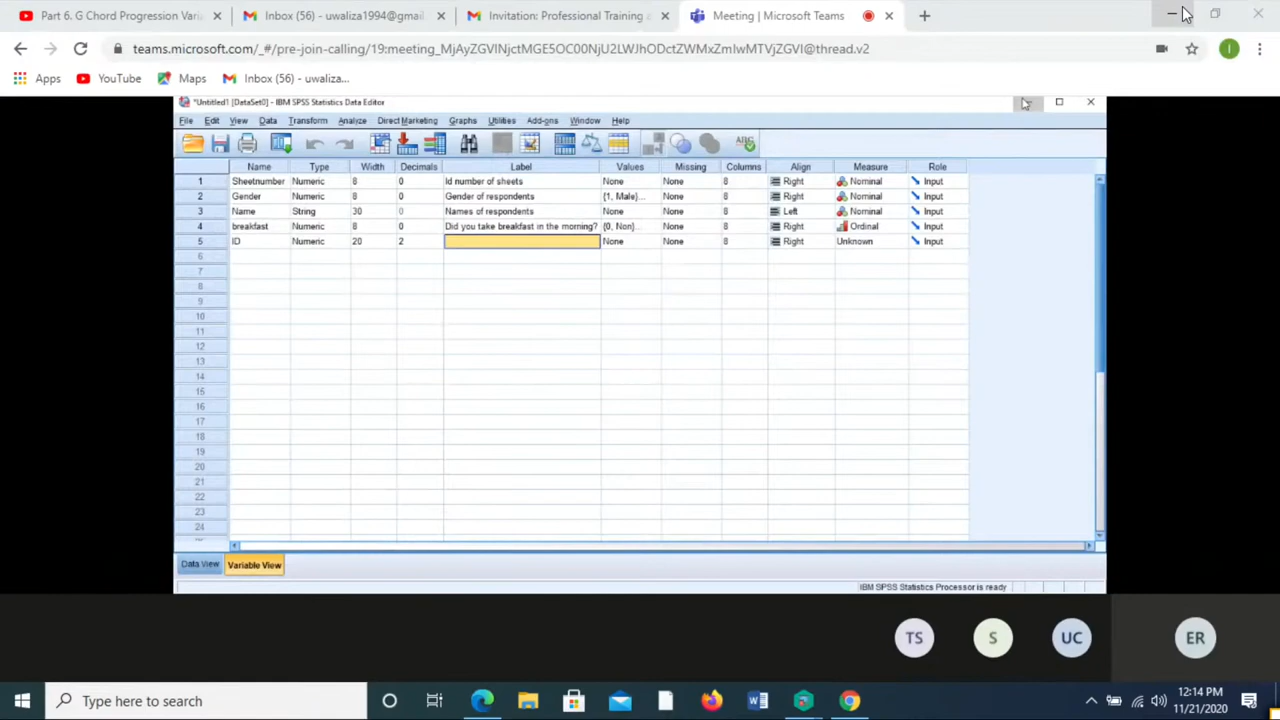 Part 6. G Chord Progression Vari
Inbox (56) - uwaliza1994@gmail.
Invitation: Professional Training a
Meeting | Microsoft Teams
teams.microsoft.com/_#/pre-join-calling/19:meeting_MjAyZGVlNjctMGE5OC00NjU2LWJhODctZWMxZmIwMTVjZGVl@thread.v2
I
Apps
YouTube
Maps
Inbox (56) - uwaliza...
*Untitled1 [DataSet0] - IBM SPSS Statistics Data Editor
File Edit View Data Transform Analyze Direct Marketing Graphs Utilities Add-ons Window Help
Name Type Width Decimals Label Values Missing Columns Align Measure Role
1 Sheetnumber Numeric 8 0 Id number of sheets None None 8 Right Nominal Input
2 Gender Numeric 8 0 Gender of respondents {1, Male}... None 8 Right Nominal Input
3 Name String 30 0 Names of respondents None None 8 Left Nominal Input
4 breakfast Numeric 8 0 Did you take breakfast in the morning? {0, Non}... None 8 Right Ordinal Input
5 ID Numeric 20 2 None None 8 Right Unknown Input
6
7
8
9
10
11
12
13
14
15
16
17
18
19
20
21
22
23
24
Data View Variable View
IBM SPSS Statistics Processor is ready
TS S UC ER
Type here to search
12:14 PM
11/21/2020